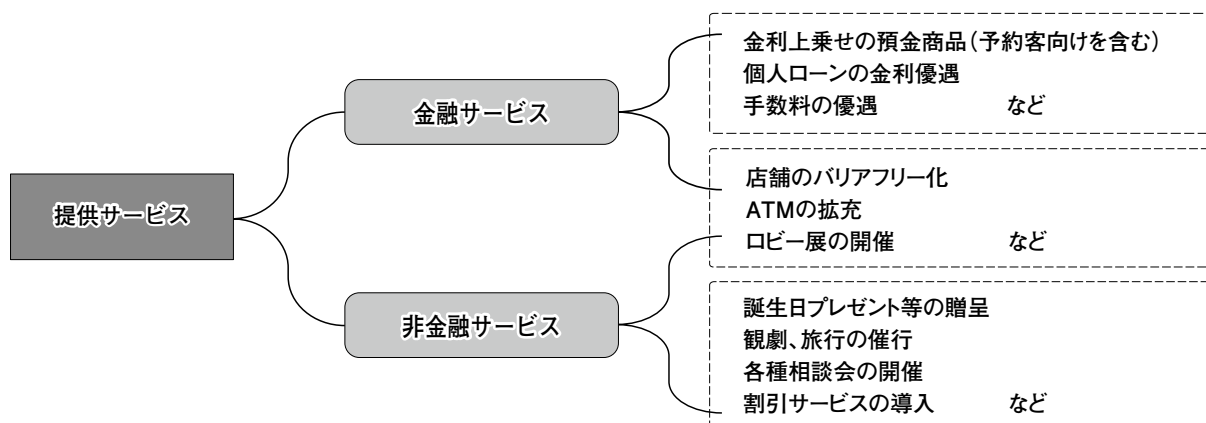 提供サービス
金融サービス
非金融サービス
金利上乗せの預金商品(予約客向けを含む)
個人ローンの金利優遇
手数料の優遇 など
店舗のバリアフリー化
ATMの拡充
ロビー展の開催 など
誕生日プレゼント等の贈呈
観劇、旅行の催行
各種相談会の開催
割引サービスの導入 など